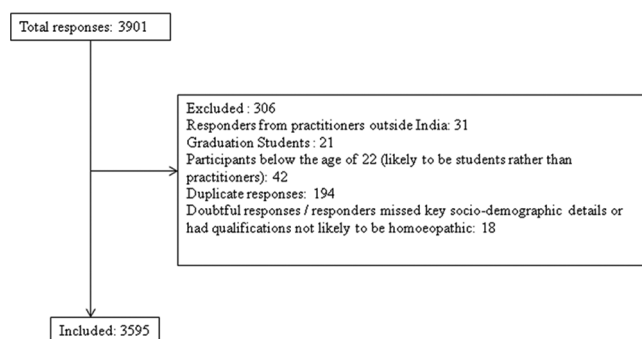 Total responses: 3901
Excluded : 306
Responders from practitioners outside India: 31
Graduation Students : 21
Participants below the age of 22 (likely to be students rather than
practitioners): 42
Duplicate responses: 194
Doubtful responses / responders missed key socio-demographic details or
had qualifications not likely to be homoeopathic: 18
Included: 3595